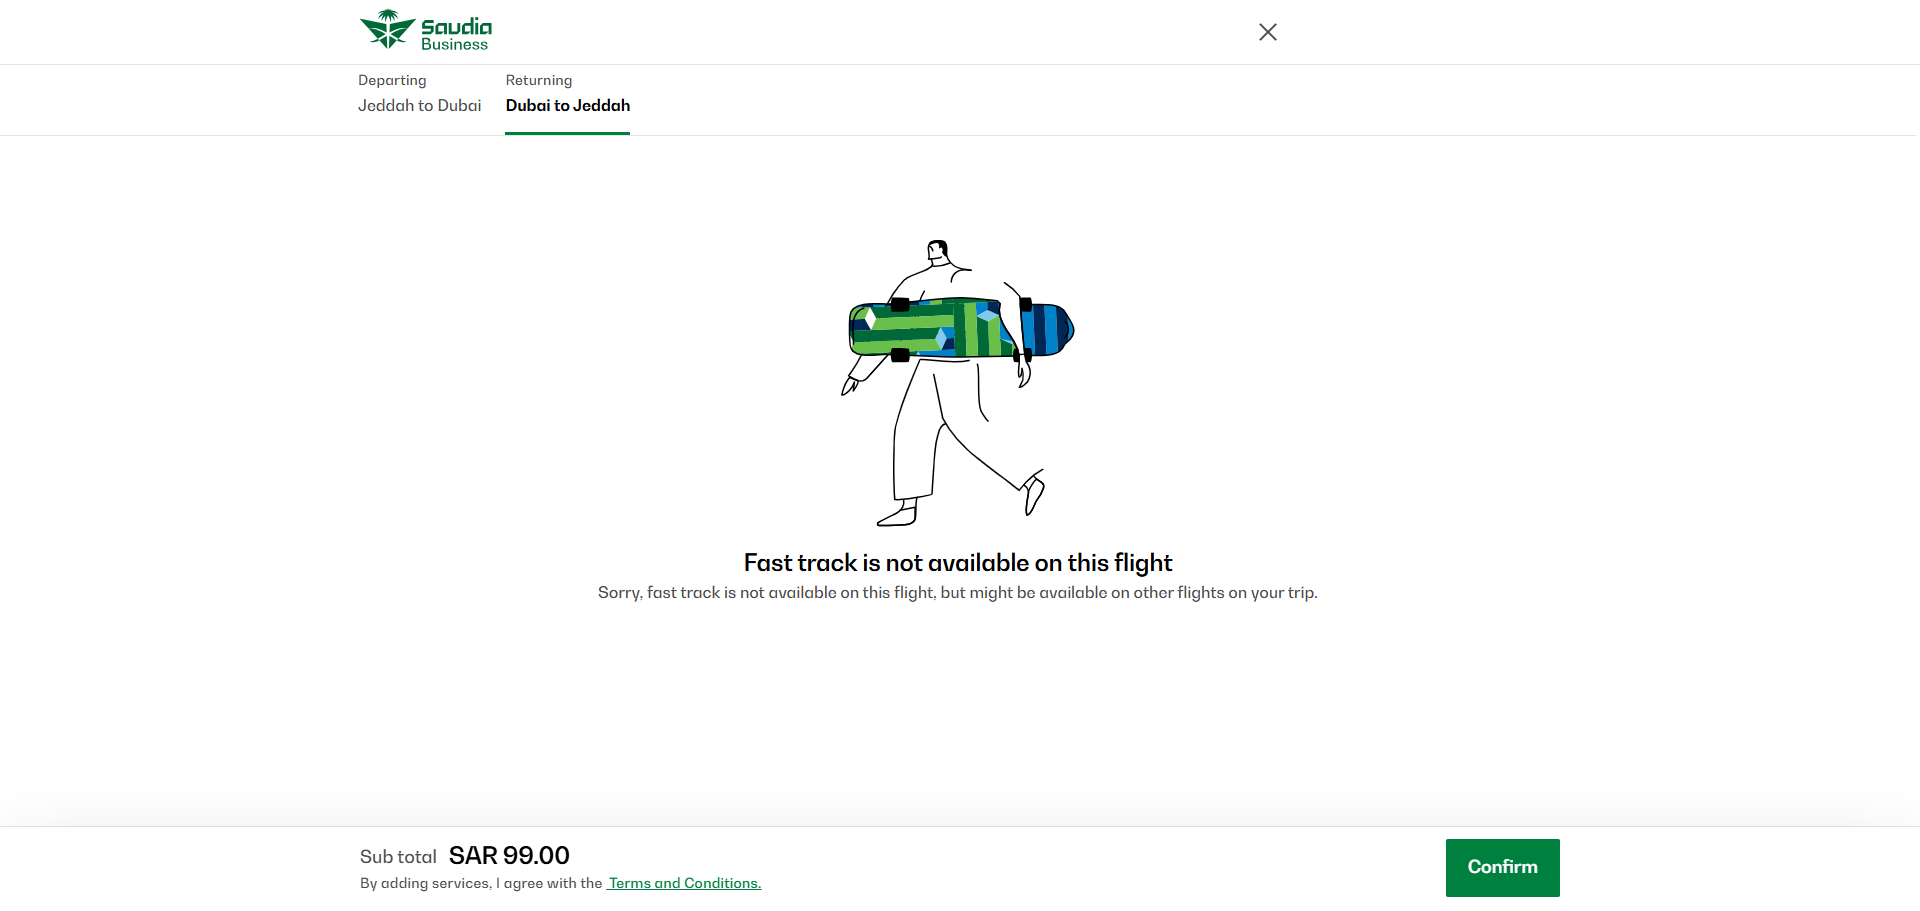 Saudia
Business
Departing
Jeddah to Dubai
Returning
Dubai to Jeddah
Fast track is not available on this flight
Sorry, fast track is not available on this flight, but might be available on other flights on your trip.
Sub total SAR 99.00
By adding services, I agree with the Terms and Conditions.
Confirm